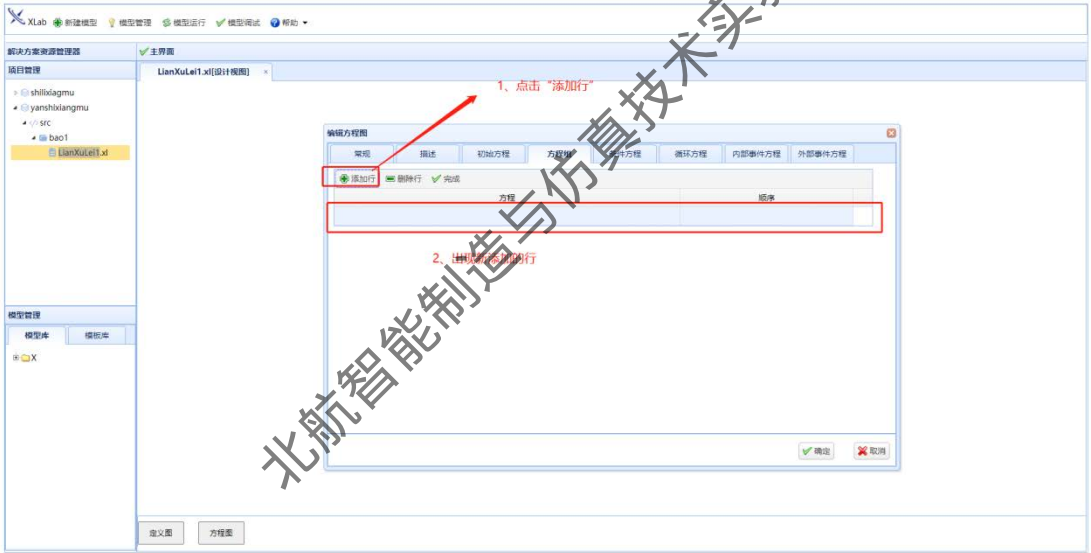 XLab 新建模型 模型管理 模型运行 模型调试 帮助
解决方案资源管理器
主界面
项目管理
LianXuLei1.xl[设计视图] ×
shilixiagmu
yanshixiangmu
src
bao1
LianXuLei1.xl
1、点击“添加行”
编辑方程图
常规 描述 初始方程 方程组 条件方程 循环方程 内部事件方程 外部事件方程
添加行 删除行 完成
方程 顺序
2、出现新添加的行
模型管理
模型库 模板库
X
确定 取消
定义图 方程图
北航智能制造与仿真技术实